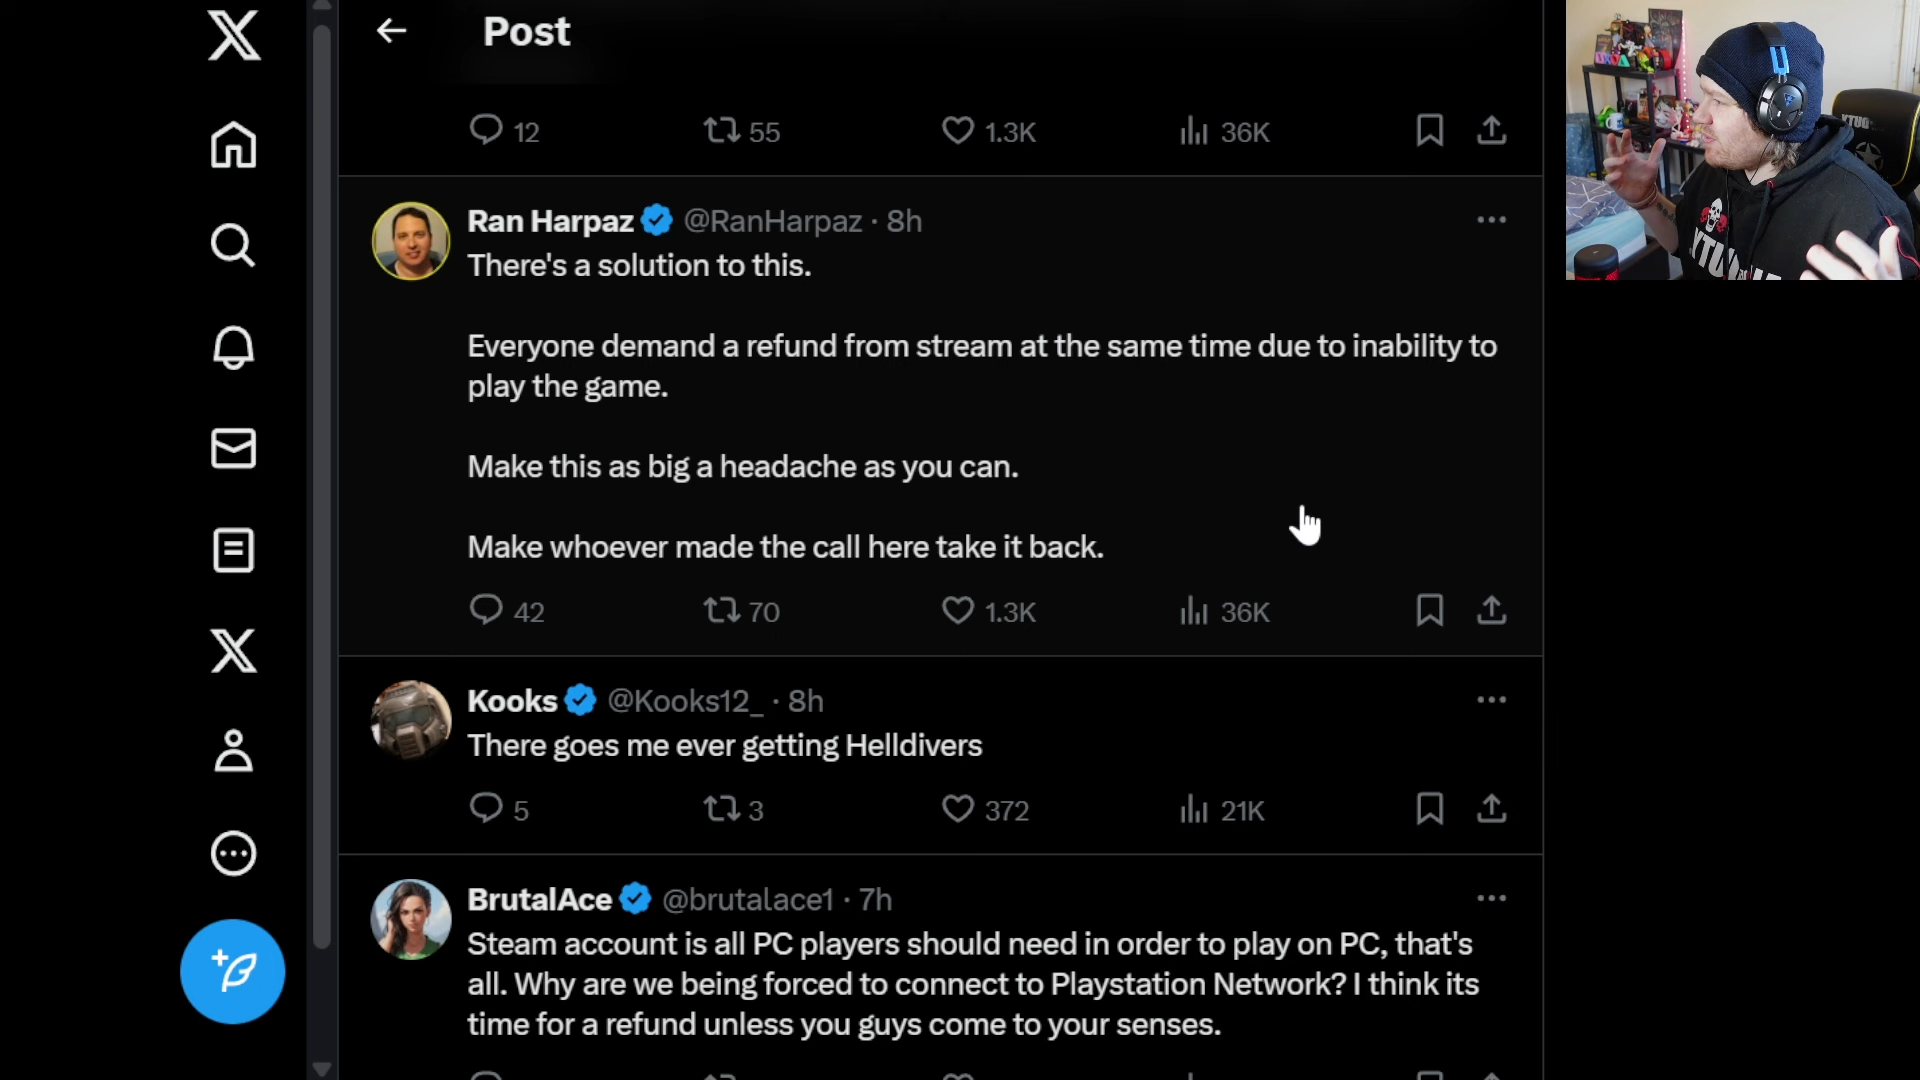 Post
12 55 1.3K 36K
Ran Harpaz @RanHarpaz · 8h
There's a solution to this.
Everyone demand a refund from stream at the same time due to inability to
play the game.
Make this as big a headache as you can.
Make whoever made the call here take it back.
42 70 1.3K 36K
Kooks @Kooks12_ · 8h
There goes me ever getting Helldivers
5 3 372 21K
BrutalAce @brutalace1 · 7h
Steam account is all PC players should need in order to play on PC, that's
all. Why are we being forced to connect to Playstation Network? I think its
time for a refund unless you guys come to your senses.